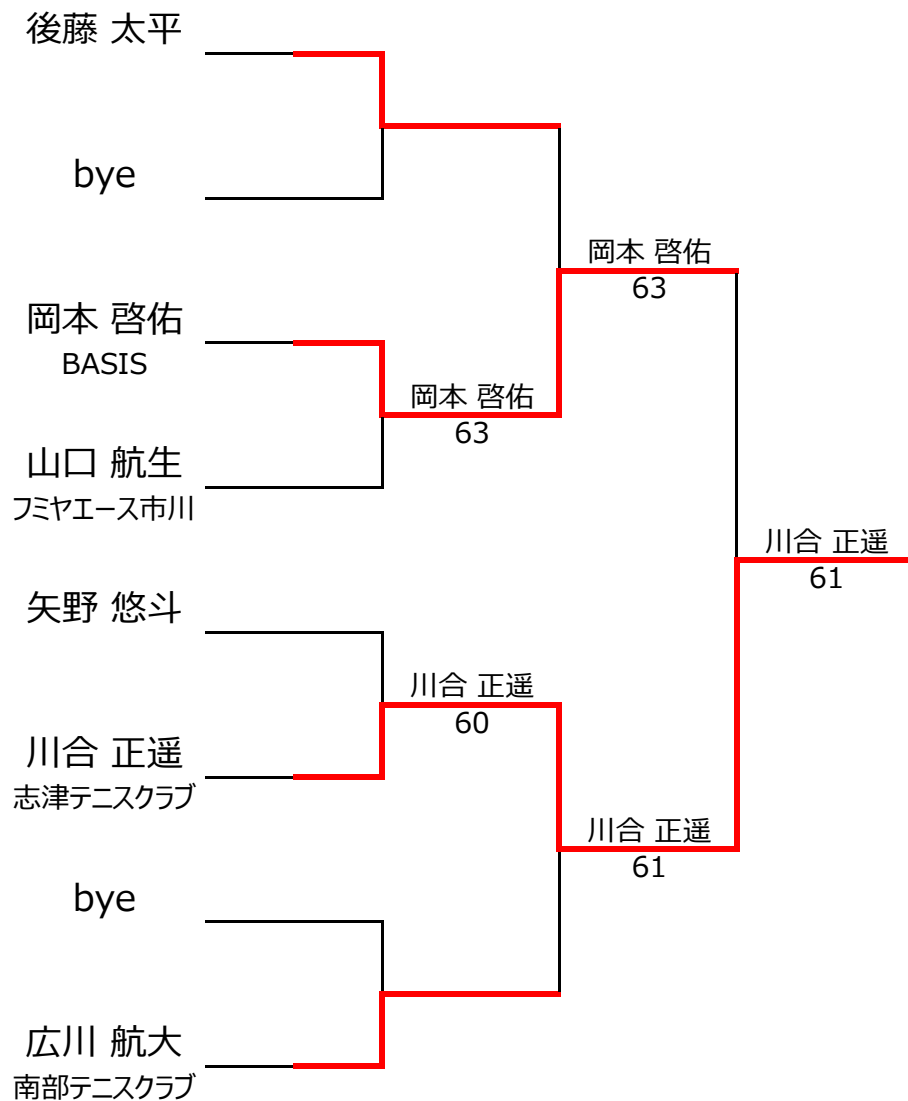 後藤 太平
bye
岡本 啓佑
63
岡本 啓佑
BASIS
岡本 啓佑
63
山口 航生
フミヤエース市川
川合 正遥
61
矢野 悠斗
川合 正遥
60
川合 正遥
志津テニスクラブ
川合 正遥
61
bye
広川 航大
南部テニスクラブ